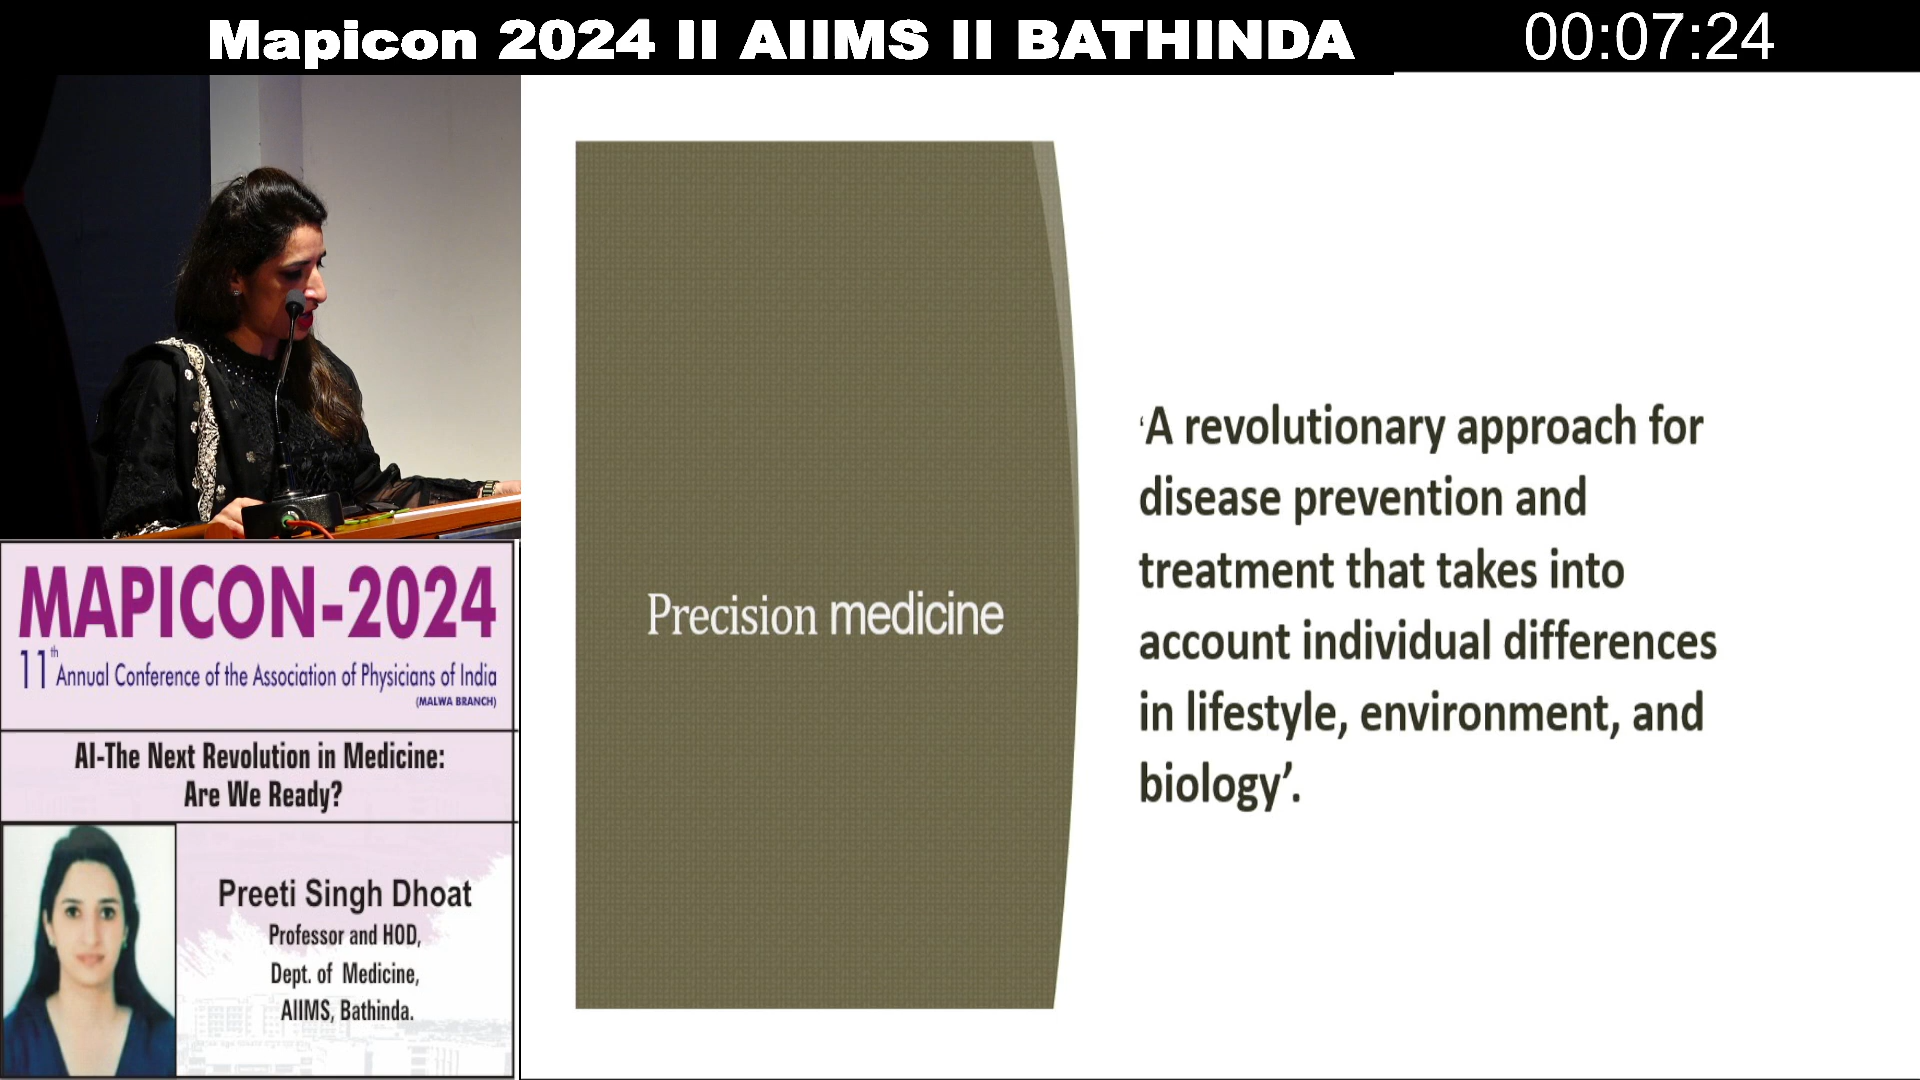 Mapicon 2024 II AIIMS II BATHINDA
00:07:24
MAPICON-2024
11th Annual Conference of the Association of Physicians of India
(MALWA BRANCH)
AI-The Next Revolution in Medicine:
Are We Ready?
Preeti Singh Dhoat
Professor and HOD,
Dept. of Medicine,
AIIMS, Bathinda.
Precision medicine
‘A revolutionary approach for
disease prevention and
treatment that takes into
account individual differences
in lifestyle, environment, and
biology’.